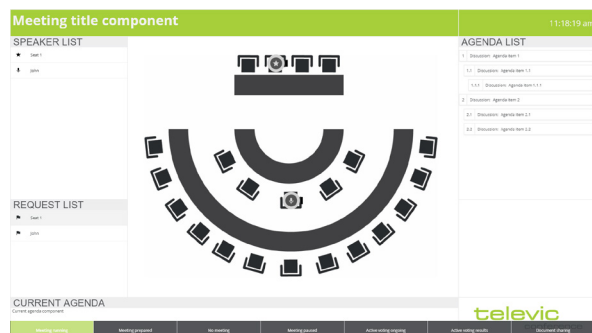 Meeting title component
11:18:19 am
SPEAKER LIST
Seat 1
John
REQUEST LIST
Seat 1
John
AGENDA LIST
1 Discussion: Agenda item 1
1.1 Discussion: Agenda item 1.1
1.1.1 Discussion: Agenda item 1.1.1
2 Discussion: Agenda item 2
2.1 Discussion: Agenda item 2.1
2.2 Discussion: Agenda item 2.2
CURRENT AGENDA
Current agenda component
televic
Meeting running
Meeting prepared
No meeting
Meeting paused
Active voting ongoing
Active voting results
Document sharing